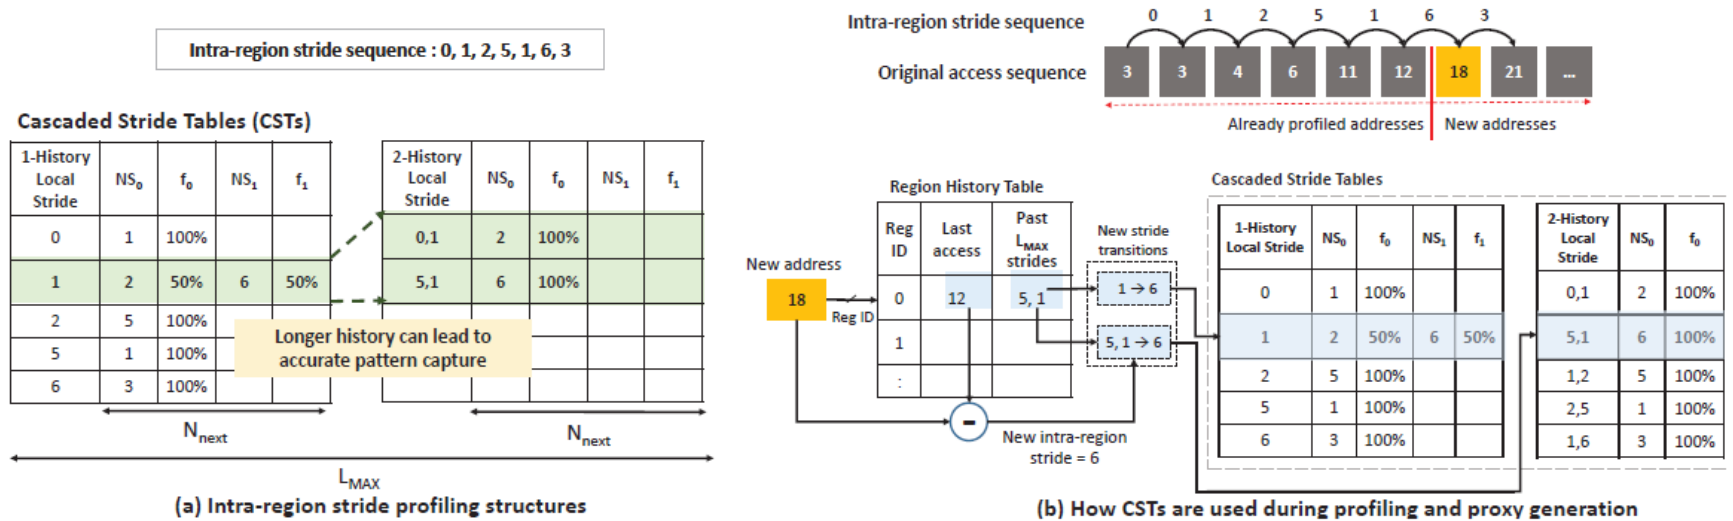 Intra-region stride sequence : 0, 1, 2, 5, 1, 6, 3
Cascaded Stride Tables (CSTs)
1-History Local Stride NS0 f0 NS1 f1
0 1 100%
1 2 50% 6 50%
2 5 100%
5 1 100%
6 3 100%
2-History Local Stride NS0 f0 NS1 f1
0,1 2 100%
5,1 6 100%
Longer history can lead to
accurate pattern capture
Nnext
Nnext
LMAX
(a) Intra-region stride profiling structures
Intra-region stride sequence 0 1 2 5 1 6 3
Original access sequence 3 3 4 6 11 12 18 21 ...
Already profiled addresses New addresses
Region History Table
Reg ID Last access Past LMAX strides
0 12 5, 1
1
:
New address
18
Reg ID
New stride
transitions
1 → 6
5, 1 → 6
-
New intra-region
stride = 6
Cascaded Stride Tables
1-History Local Stride NS0 f0 NS1 f1
0 1 100%
1 2 50% 6 50%
2 5 100%
5 1 100%
6 3 100%
2-History Local Stride NS0 f0
0,1 2 100%
5,1 6 100%
1,2 5 100%
2,5 1 100%
1,6 3 100%
(b) How CSTs are used during profiling and proxy generation